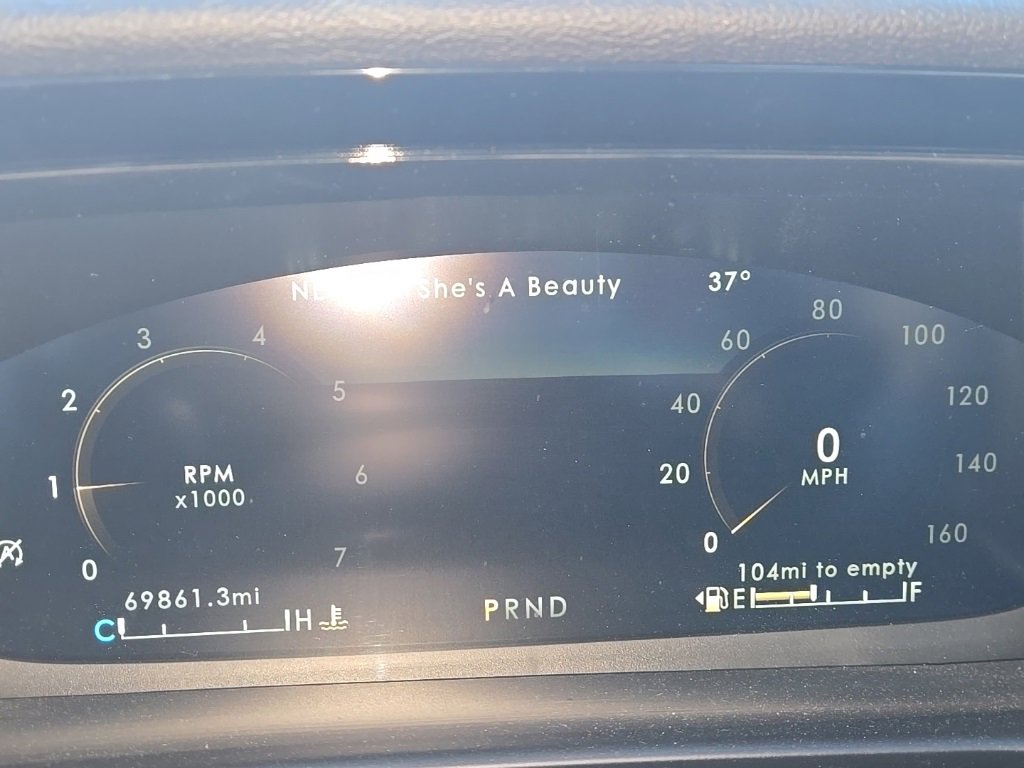 She's A Beauty 37°
80
3 4 60 100
5
2 40 120
0
RPM 6 20 MPH 140
1 x1000
160
0 7 0
104mi to empty
69861.3mi E F
C H PRND